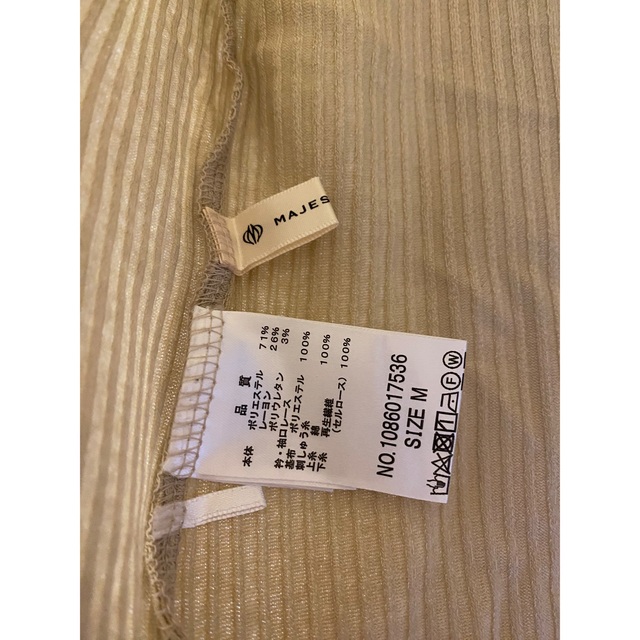 MAJES
品 質
本体 ポリエステル 71%
レーヨン 26%
ポリウレタン 3%
衿・袖口レース
基布 ポリエステル 100%
刺しゅう糸
上糸 綿 100%
下糸 再生繊維
(セルロース) 100%
NO.1086017536
SIZE M
F W